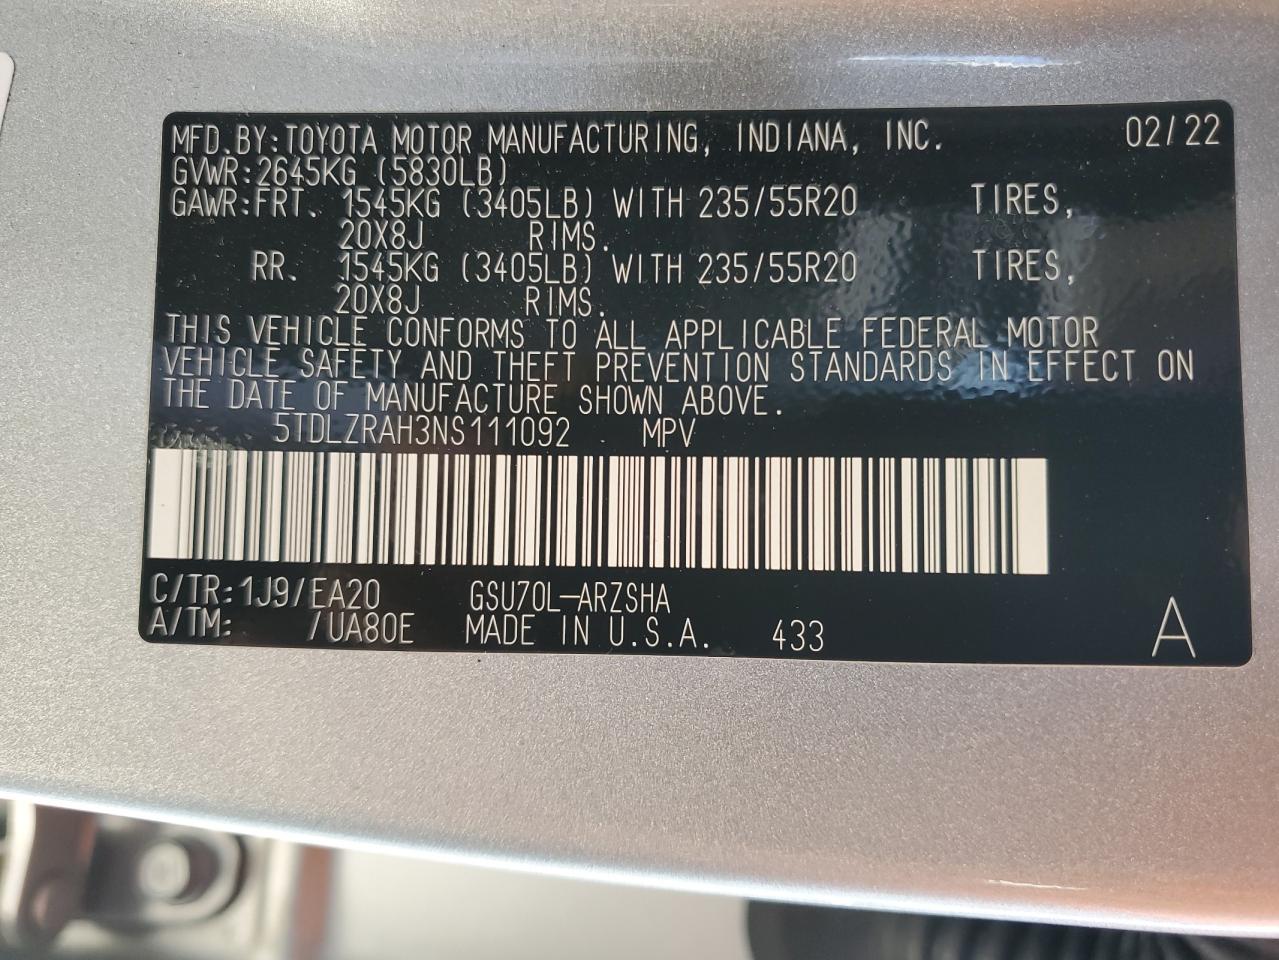 MFD.BY:TOYOTA MOTOR MANUFACTURING, INDIANA, INC. 02/22
GVWR:2645KG (5830LB)
GAWR:FRT. 1545KG (3405LB) WITH 235/55R20 TIRES,
20X8J RIMS.
RR. 1545KG (3405LB) WITH 235/55R20 TIRES,
20X8J RIMS.
THIS VEHICLE CONFORMS TO ALL APPLICABLE FEDERAL MOTOR
VEHICLE SAFETY AND THEFT PREVENTION STANDARDS IN EFFECT ON
THE DATE OF MANUFACTURE SHOWN ABOVE.
5TDLZRAH3NS111092 MPV
C/TR:1J9/EA20 GSU70L-ARZSHA
A/TM: /UA80E MADE IN U.S.A. 433 A